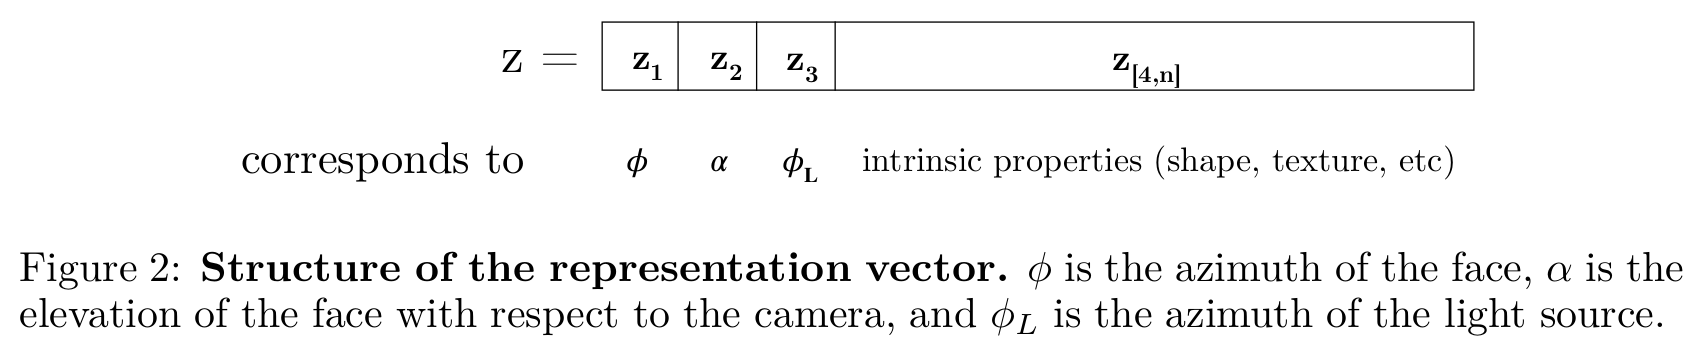 z = z₁ z₂ z₃ z[4,n]
corresponds to ϕ α ϕL intrinsic properties (shape, texture, etc)
Figure 2: Structure of the representation vector. ϕ is the azimuth of the face, α is the
elevation of the face with respect to the camera, and ϕL is the azimuth of the light source.